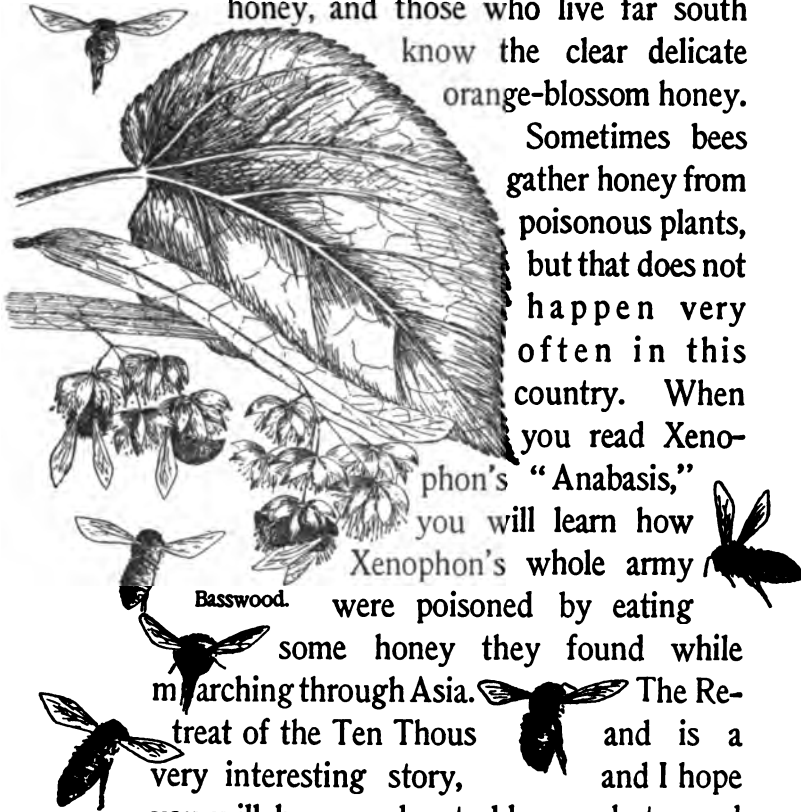 honey, and those who live far south
know the clear delicate
orange-blossom honey.
Sometimes bees
gather honey from
poisonous plants,
but that does not
happen very
often in this
country. When
you read Xeno-
phon's "Anabasis,"
you will learn how
Xenophon's whole army
Basswood.
were poisoned by eating
some honey they found while
marching through Asia. The Re-
treat of the Ten Thousand is a
very interesting story, and I hope